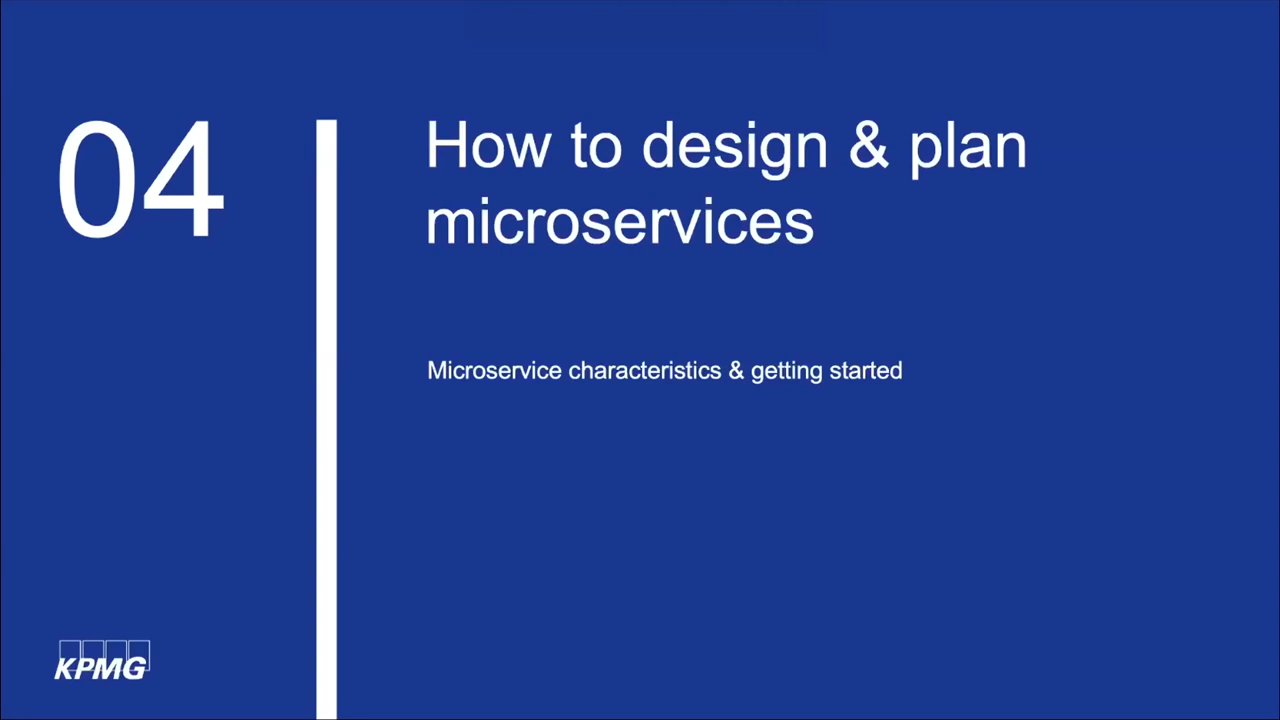 04
How to design & plan
microservices
Microservice characteristics & getting started
KPMG